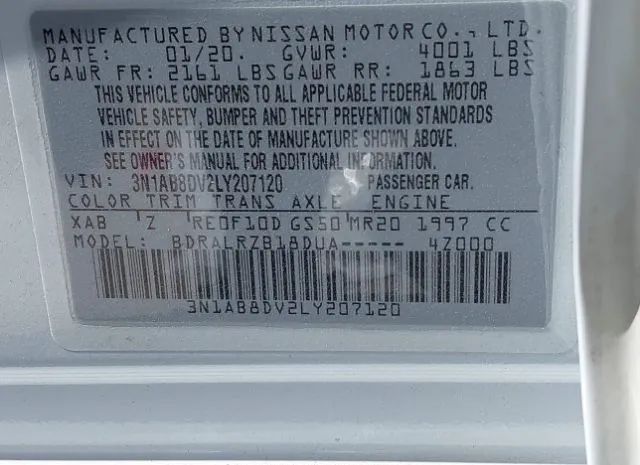 MANUFACTURED BY NISSAN MOTOR CO., LTD.
DATE: 01/20. GVWR: 4001 LBS
GAWR FR: 2161 LBS GAWR RR: 1863 LBS
THIS VEHICLE CONFORMS TO ALL APPLICABLE FEDERAL MOTOR
VEHICLE SAFETY, BUMPER AND THEFT PREVENTION STANDARDS
IN EFFECT ON THE DATE OF MANUFACTURE SHOWN ABOVE.
SEE OWNER'S MANUAL FOR ADDITIONAL INFORMATION.
VIN: 3N1AB8DV2LY207120 PASSENGER CAR.
COLOR TRIM TRANS AXLE ENGINE
XAB Z RE0F10D GS50 MR20 1997 CC
MODEL: BDRALRZB18DUA----- 4Z000
3N1AB8DV2LY207120